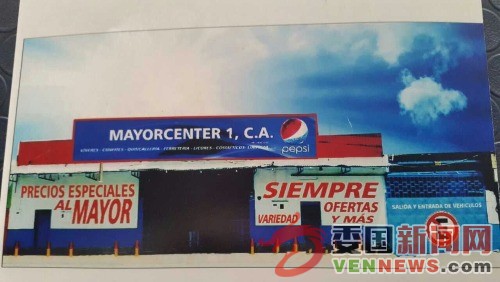 MAYORCENTER 1, C.A.
pepsi
PRECIOS ESPECIALES
AL
MAYOR
SIEMPRE
VARIEDAD
OFERTAS
Y MÁS
SALIDA Y ENTRADA DE VEHICULOS
委国新闻网
VENNEWS.COM